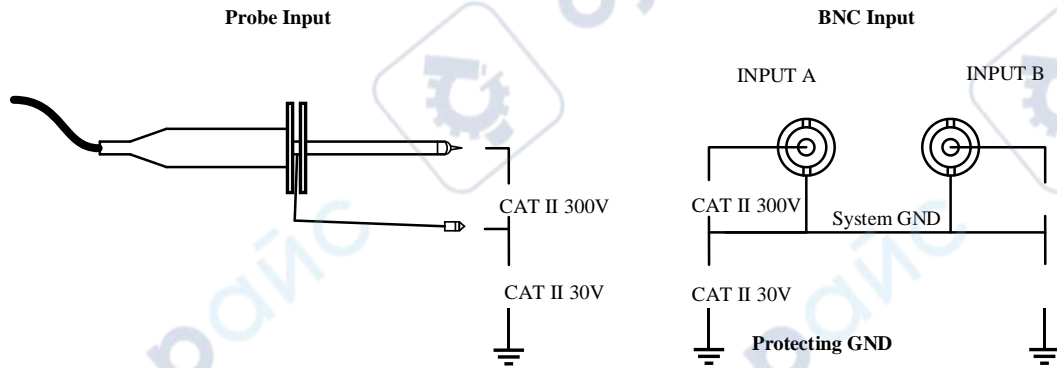 Probe Input
BNC Input
INPUT A
INPUT B
CAT II 300V
CAT II 300V
System GND
CAT II 30V
CAT II 30V
Protecting GND
райс